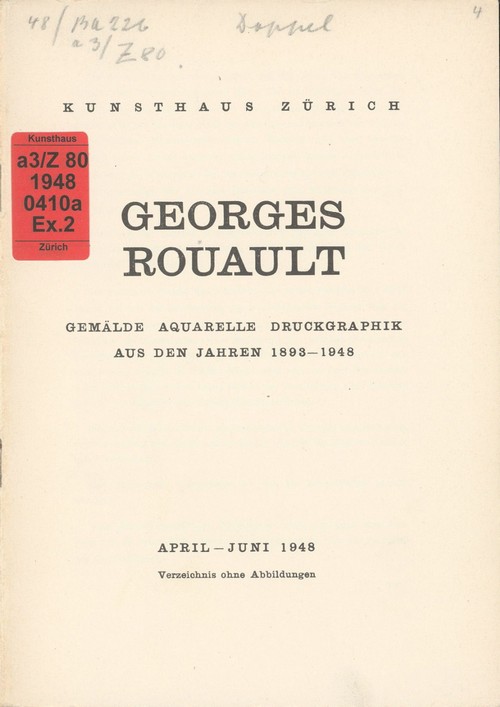 48/Ba 226
a3/Z80
Doppel
4
KUNSTHAUS ZÜRICH
Kunsthaus
a3/Z 80
1948
0410a
Ex.2
Zürich
GEORGES
ROUAULT
GEMÄLDE AQUARELLE DRUCKGRAPHIK
AUS DEN JAHREN 1893–1948
APRIL – JUNI 1948
Verzeichnis ohne Abbildungen